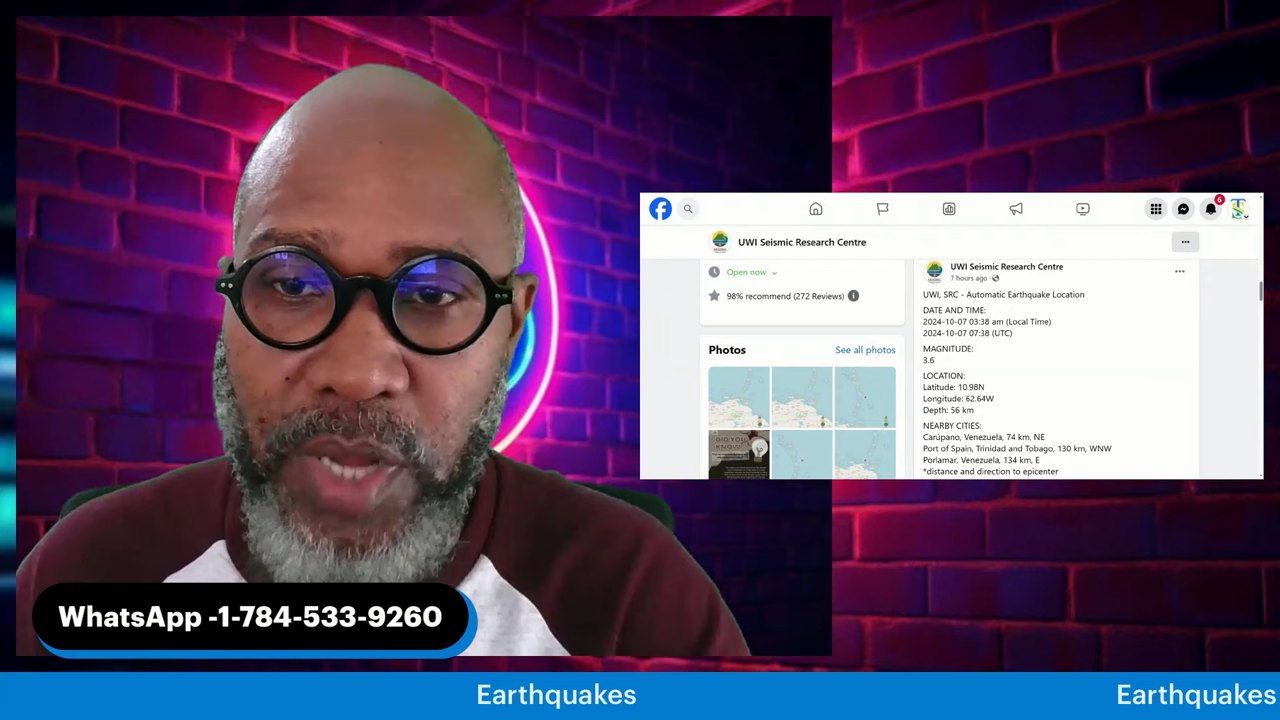 UWI Seismic Research Centre
Open now
98% recommend (272 Reviews)
Photos
See all photos
DID YOU
KNOW
6
UWI Seismic Research Centre
7 hours ago
UWI, SRC - Automatic Earthquake Location
DATE AND TIME:
2024-10-07 03:38 am (Local Time)
2024-10-07 07:38 (UTC)
MAGNITUDE:
3.6
LOCATION:
Latitude: 10.98N
Longitude: 62.64W
Depth: 56 km
NEARBY CITIES:
Carúpano, Venezuela, 74 km, NE
Port of Spain, Trinidad and Tobago, 130 km, WNW
Porlamar, Venezuela, 134 km, E
*distance and direction to epicenter
WhatsApp -1-784-533-9260
Earthquakes
Earthquakes